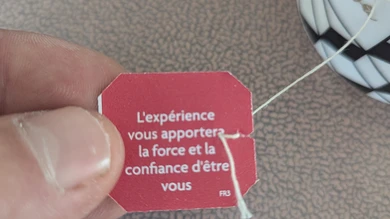 L'expérience
vous apportera
la force et la
confiance d'être
vous
FR5